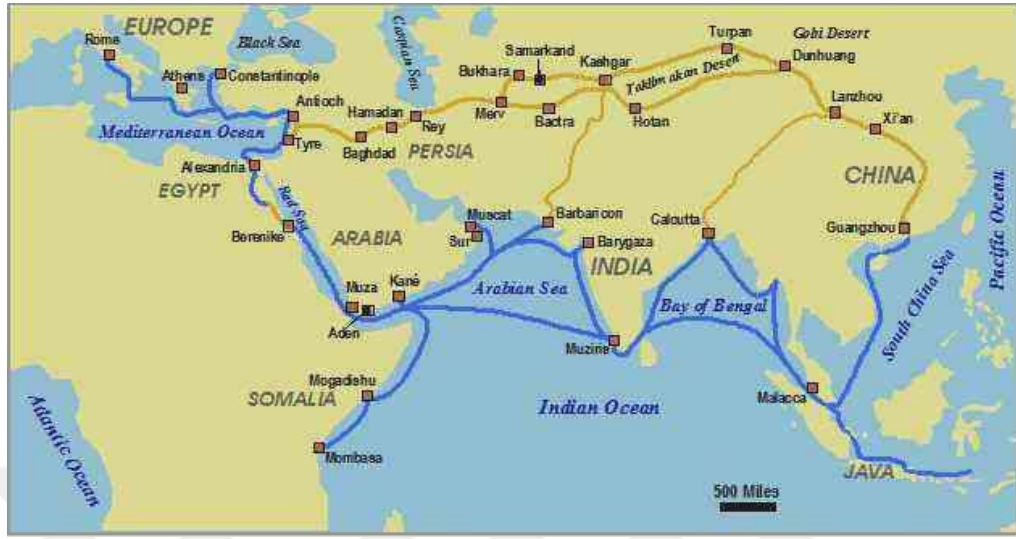 EUROPE
Rome
Black Sea
Caspian Sea
Athens
Constantinople
Samarkand
Bukhara
Kashgar
Turpan
Gobi Desert
Dunhuang
Taklimakan Desert
Antioch
Hamadan
Rey
Merv
Bactra
Hotan
Lanzhou
Xi'an
Mediterranean Ocean
Tyre
Baghdad
PERSIA
Alexandria
EGYPT
CHINA
Red Sea
Berenike
ARABIA
Muscat
Sur
Barbaricon
Barygaza
Calcutta
Guangzhou
Pacific Ocean
INDIA
Muza
Kané
Aden
Arabian Sea
Bay of Bengal
South China Sea
Muziris
Mogadishu
SOMALIA
Malacca
Indian Ocean
Atlantic Ocean
Mombasa
JAVA
500 Miles